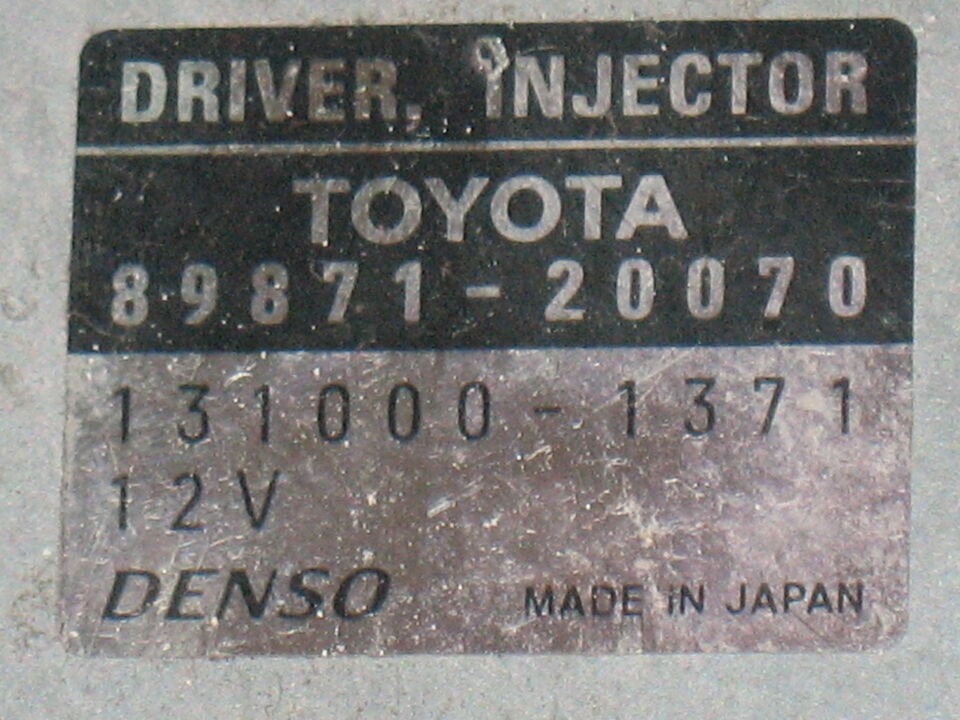 DRIVER, INJECTOR
TOYOTA
89871-20070
131000-1371
12V
DENSO MADE IN JAPAN